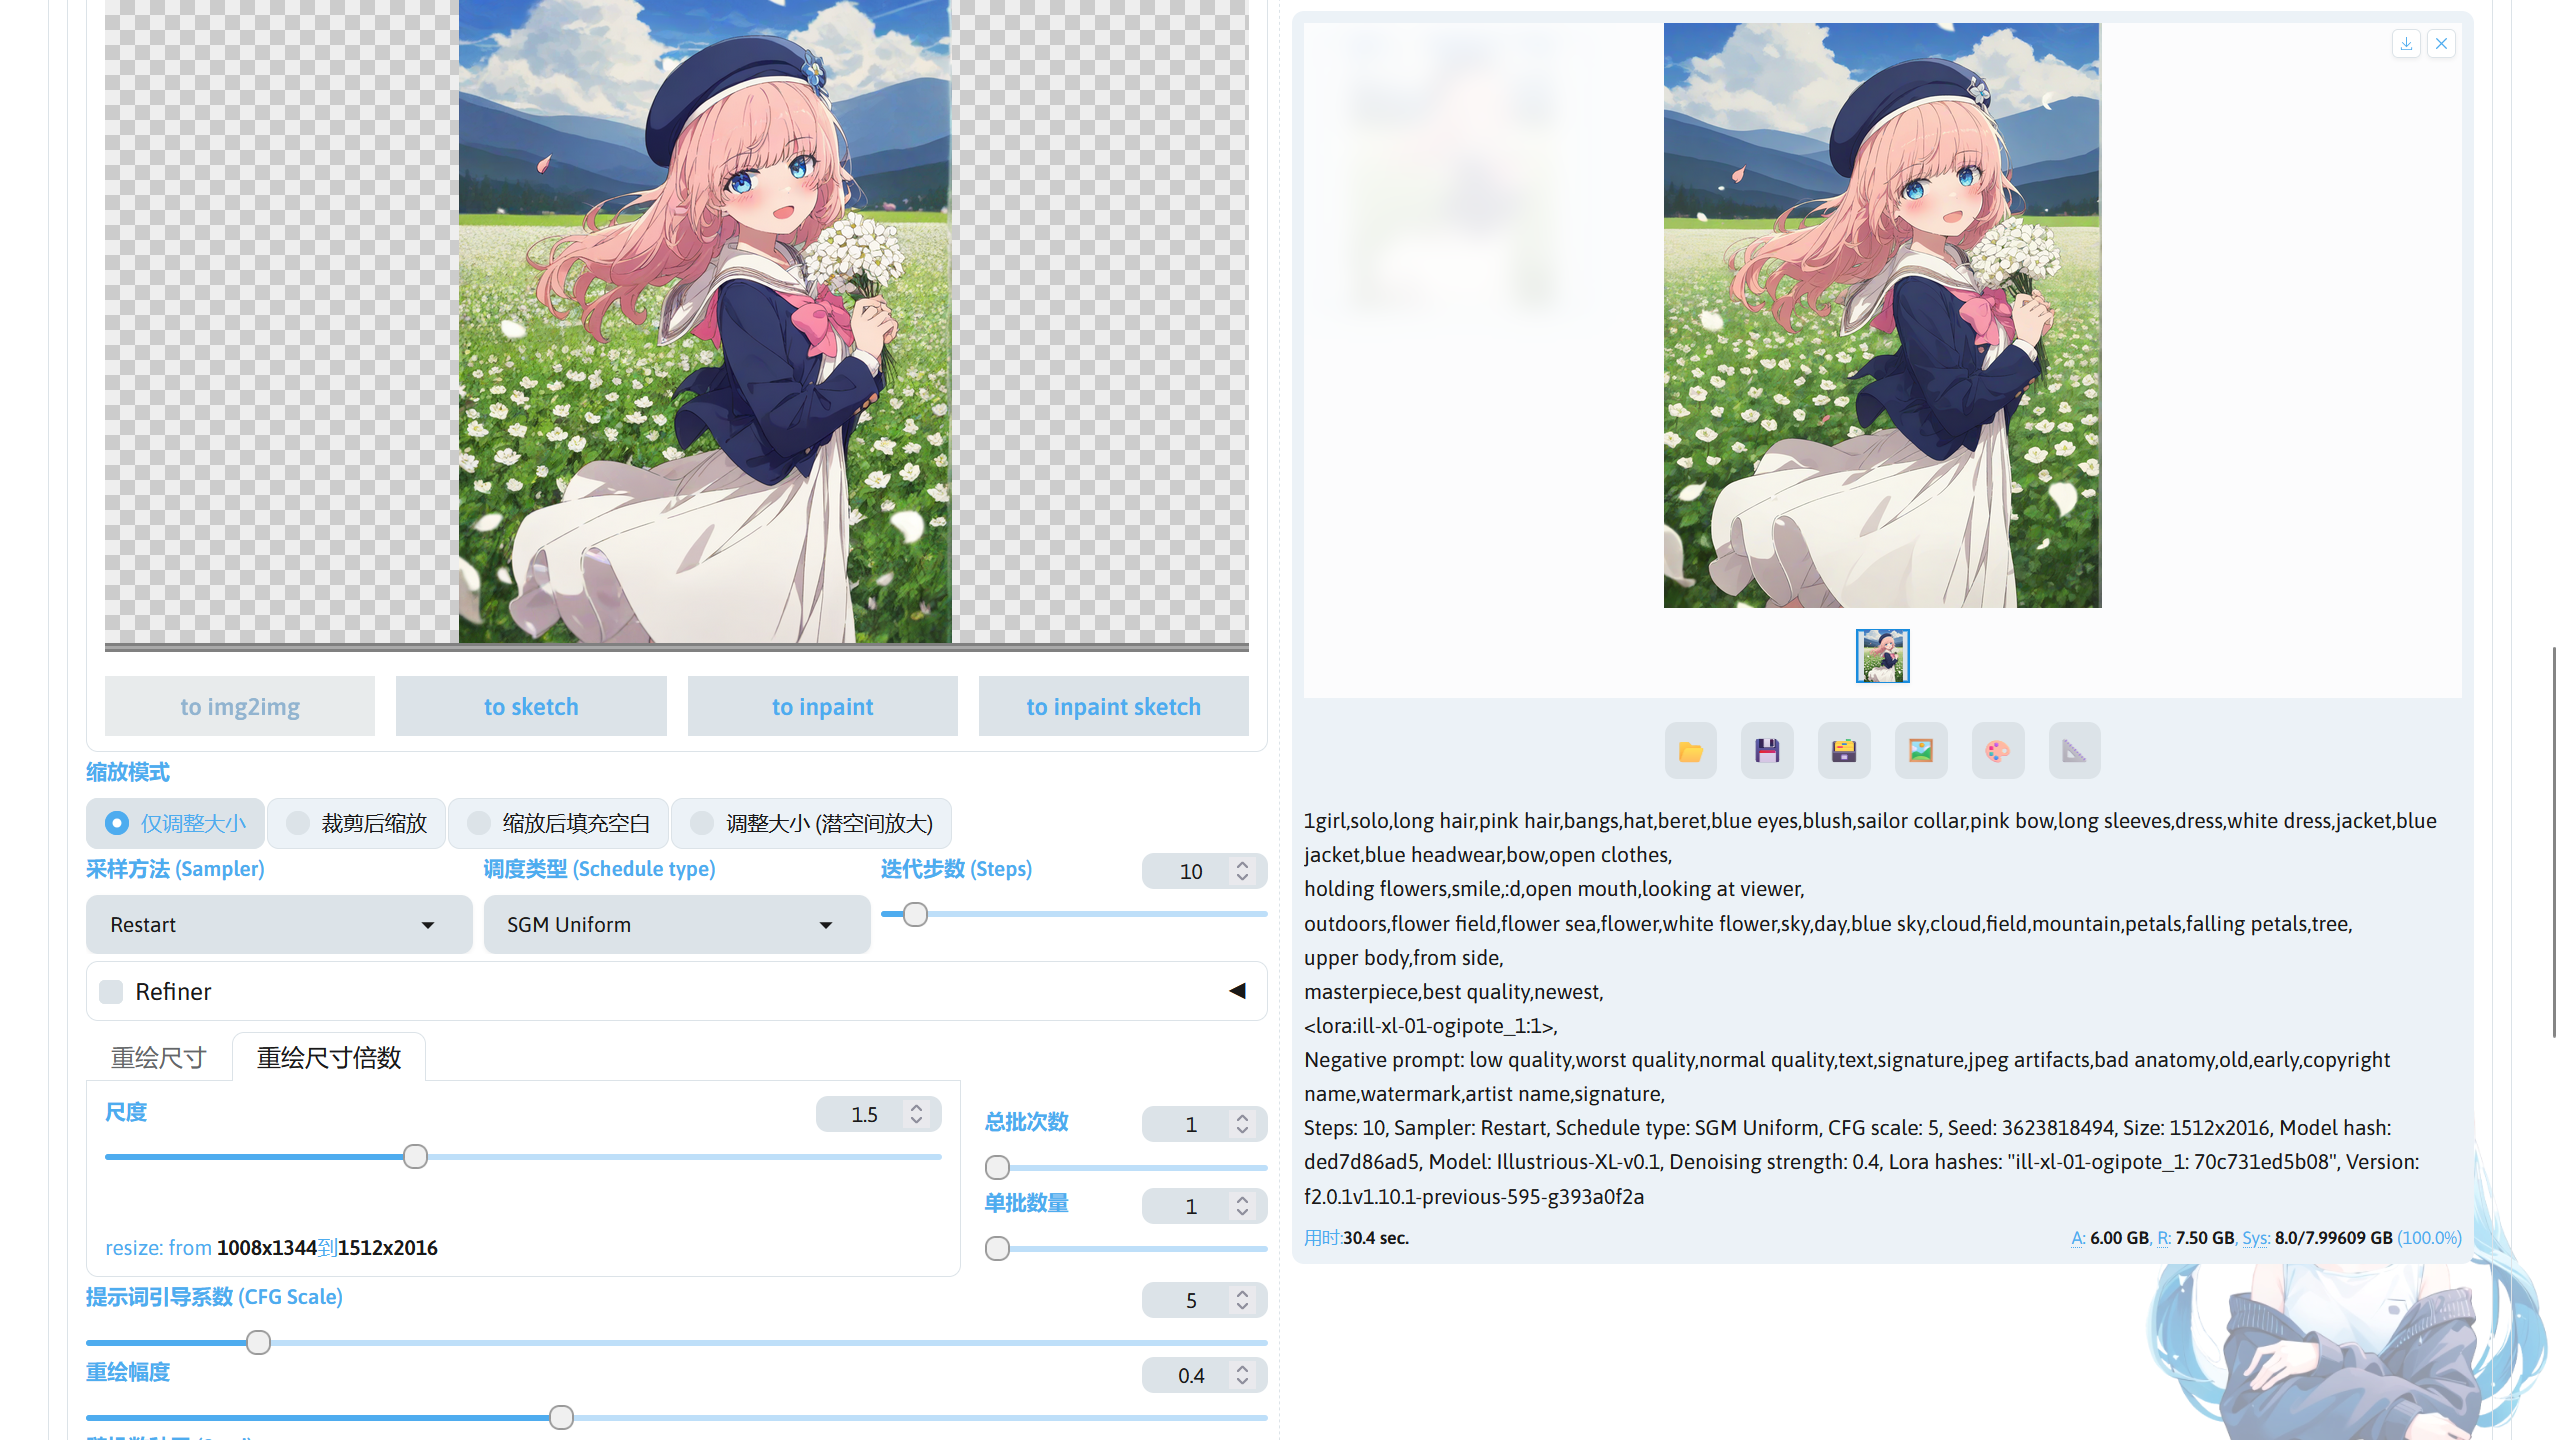 to img2img
to sketch
to inpaint
to inpaint sketch
缩放模式
仅调整大小
裁剪后缩放
缩放后填充空白
调整大小 (潜空间放大)
采样方法 (Sampler)
调度类型 (Schedule type)
迭代步数 (Steps)
10
Restart
SGM Uniform
Refiner
重绘尺寸
重绘尺寸倍数
尺度
1.5
resize: from 1008x1344到1512x2016
总批次数
1
单批数量
1
提示词引导系数 (CFG Scale)
5
重绘幅度
0.4
1girl,solo,long hair,pink hair,bangs,hat,beret,blue eyes,blush,sailor collar,pink bow,long sleeves,dress,white dress,jacket,blue
jacket,blue headwear,bow,open clothes,
holding flowers,smile,:d,open mouth,looking at viewer,
outdoors,flower field,flower sea,flower,white flower,sky,day,blue sky,cloud,field,mountain,petals,falling petals,tree,
upper body,from side,
masterpiece,best quality,newest,
<lora:ill-xl-01-ogipote_1:1>,
Negative prompt: low quality,worst quality,normal quality,text,signature,jpeg artifacts,bad anatomy,old,early,copyright
name,watermark,artist name,signature,
Steps: 10, Sampler: Restart, Schedule type: SGM Uniform, CFG scale: 5, Seed: 3623818494, Size: 1512x2016, Model hash:
ded7d86ad5, Model: Illustrious-XL-v0.1, Denoising strength: 0.4, Lora hashes: "ill-xl-01-ogipote_1: 70c731ed5b08", Version:
f2.0.1v1.10.1-previous-595-g393a0f2a
用时:30.4 sec.
A: 6.00 GB, R: 7.50 GB, Sys: 8.0/7.99609 GB (100.0%)